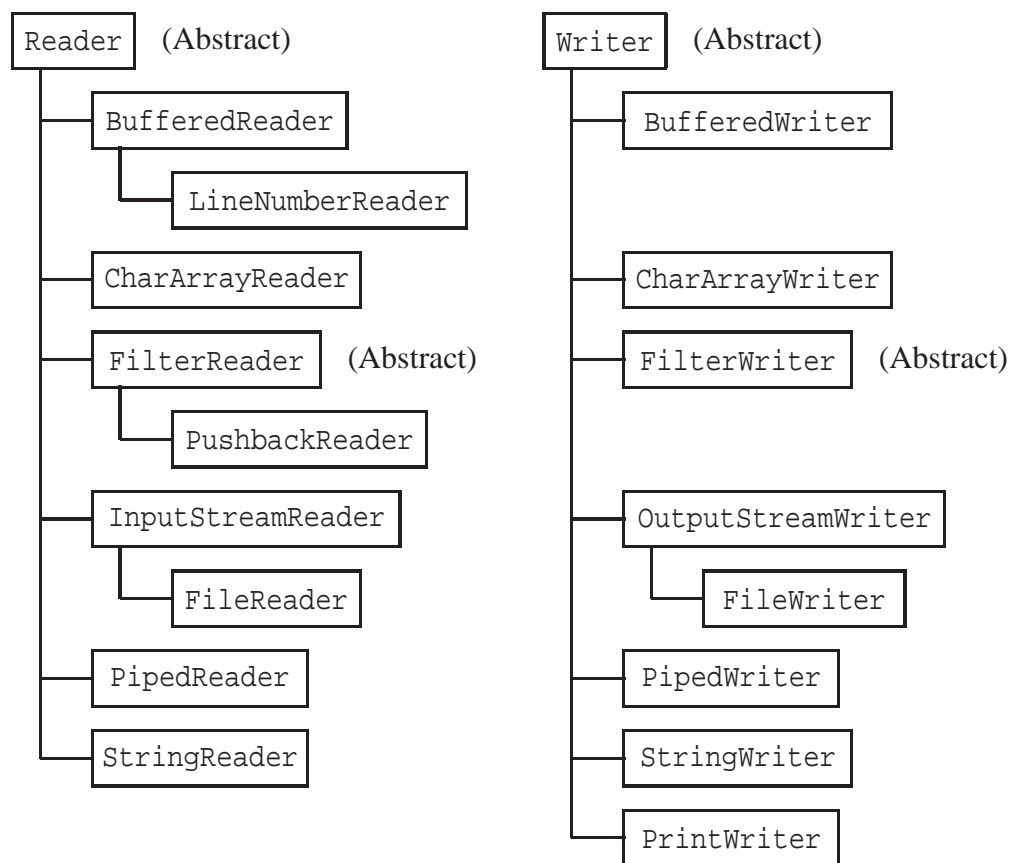 Reader (Abstract)
BufferedReader
LineNumberReader
CharArrayReader
FilterReader (Abstract)
PushbackReader
InputStreamReader
FileReader
PipedReader
StringReader
Writer (Abstract)
BufferedWriter
CharArrayWriter
FilterWriter (Abstract)
OutputStreamWriter
FileWriter
PipedWriter
StringWriter
PrintWriter